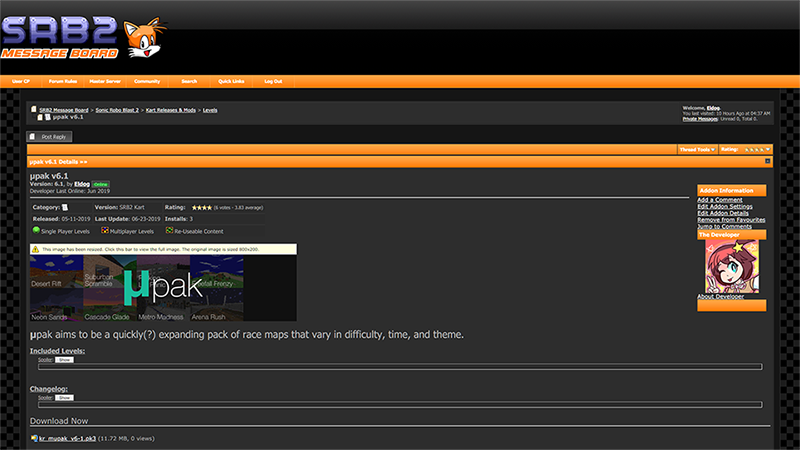 SRB2
MESSAGE BOARD
User CP Forum Rules Master Server Community Search Quick Links Log Out
SRB2 Message Board > Sonic Robo Blast 2 > Kart Releases & Mods > Levels
µpak v6.1
Welcome, Eldog.
You last visited: 10 Hours Ago at 04:37 AM
Private Messages: Unread 0, Total 0.
Post Reply
Thread Tools Rating:
µpak v6.1 Details >>
µpak v6.1
Version: 6.1, by Eldog Online
Developer Last Online: Jun 2019
Category: Version: SRB2 Kart Rating: (6 votes - 3.83 average)
Released: 05-11-2019 Last Update: 06-23-2019 Installs: 3
Single Player Levels Multiplayer Levels Re-Useable Content
This image has been resized. Click this bar to view the full image. The original image is sized 800x200.
Desert Rift Suburban Scramble Panic Freefall Frenzy
µpak
Neon Sands Cascade Glade Metro Madness Arena Rush
µpak aims to be a quickly(?) expanding pack of race maps that vary in difficulty, time, and theme.
Included Levels:
Spoiler: Show
Changelog:
Spoiler: Show
Download Now
kr_mupak_v6-1.pk3 (11.72 MB, 0 views)
Addon Information
Add a Comment
Edit Addon Settings
Edit Addon Details
Remove from Favourites
Jump to Comments
The Developer
About Developer